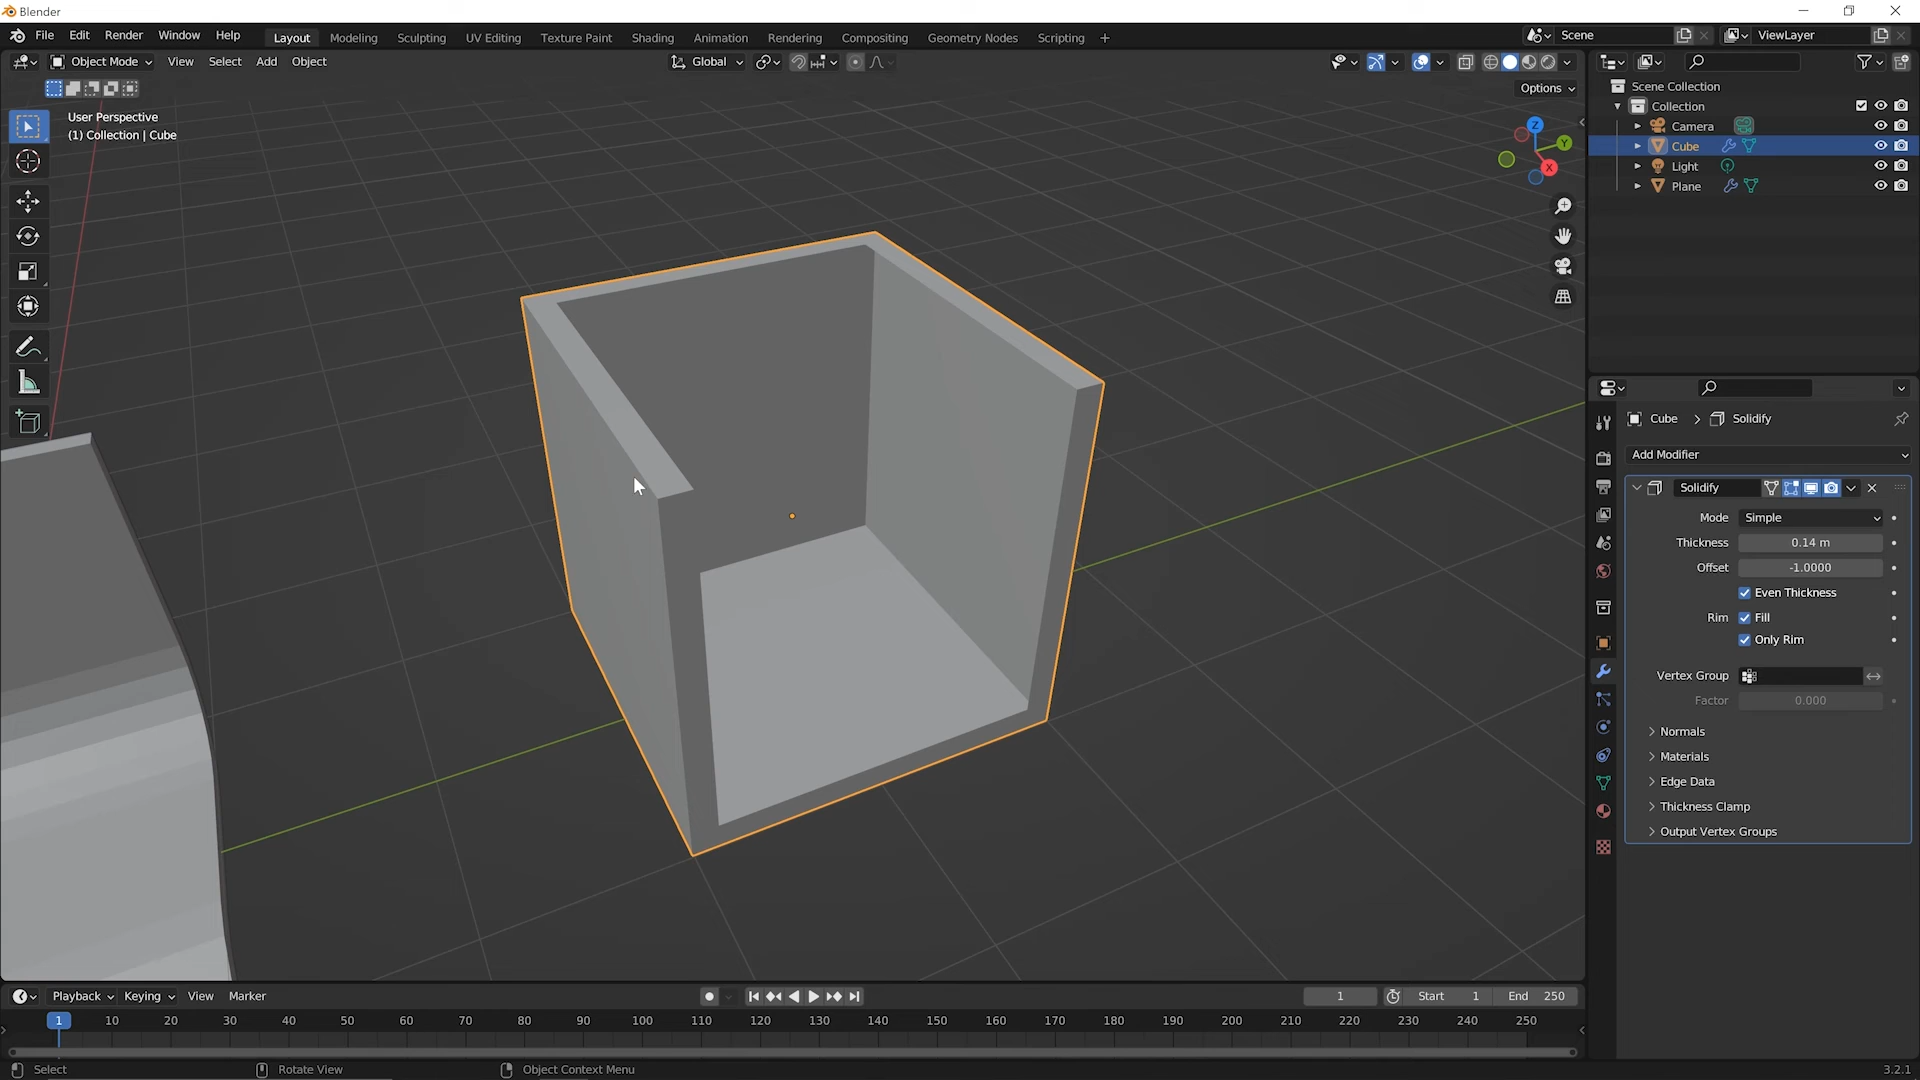 Blender
File Edit Render Window Help Layout Modeling Sculpting UV Editing Texture Paint Shading Animation Rendering Compositing Geometry Nodes Scripting + Scene ViewLayer
Object Mode View Select Add Object Global
Options
User Perspective
(1) Collection | Cube
Z
Y
X
Scene Collection
Collection
Camera
Cube
Light
Plane
Cube > Solidify
Add Modifier
Solidify
Mode Simple
Thickness 0.14 m
Offset -1.0000
Even Thickness
Rim Fill
Only Rim
Vertex Group
Factor 0.000
Normals
Materials
Edge Data
Thickness Clamp
Output Vertex Groups
Playback Keying View Marker 1 Start 1 End 250
1 10 20 30 40 50 60 70 80 90 100 110 120 130 140 150 160 170 180 190 200 210 220 230 240 250
Select Rotate View Object Context Menu 3.2.1